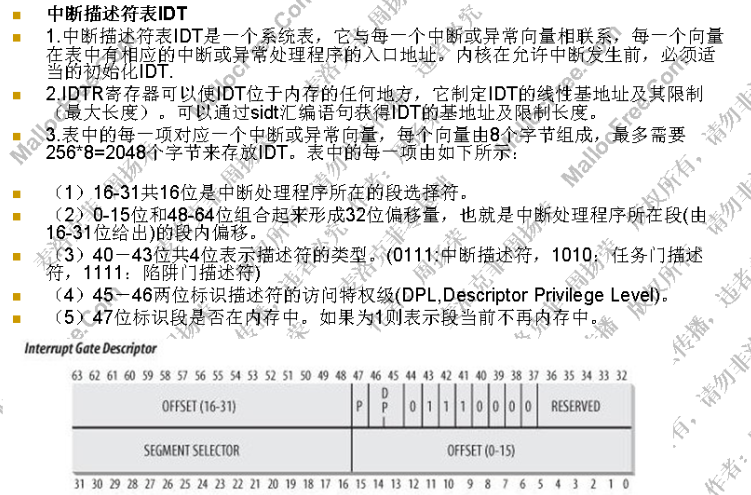 中断描述符表IDT
1.中断描述符表IDT是一个系统表，它与每一个中断或异常向量相联系，每一个向量
在表中有相应的中断或异常处理程序的入口地址。内核在允许中断发生前，必须适
当的初始化IDT.
2.IDTR寄存器可以使IDT位于内存的任何地方，它制定IDT的线性基地址及其限制
（最大长度）。可以通过sidt汇编语句获得IDT的基地址及限制长度。
3.表中的每一项对应一个中断或异常向量，每个向量由8个字节组成，最多需要
256*8=2048个字节来存放IDT。表中的每一项由如下所示：
（1）16-31共16位是中断处理程序所在的段选择符。
（2）0-15位和48-64位组合起来形成32位偏移量，也就是中断处理程序所在段(由
16-31位给出)的段内偏移。
（3）40－43位共4位表示描述符的类型。(0111:中断描述符，1010：任务门描述
符，1111：陷阱门描述符)
（4）45－46两位标识描述符的访问特权级(DPL,Descriptor Privilege Level)。
（5）47位标识段是否在内存中。如果为1则表示段当前不再内存中。
Interrupt Gate Descriptor
63 62 61 60 59 58 57 56 55 54 53 52 51 50 49 48 47 46 45 44 43 42 41 40 39 38 37 36 35 34 33 32
OFFSET (16-31) P DPL 0 1 1 1 0 0 0 0 RESERVED
SEGMENT SELECTOR OFFSET (0-15)
31 30 29 28 27 26 25 24 23 22 21 20 19 18 17 16 15 14 13 12 11 10 9 8 7 6 5 4 3 2 1 0